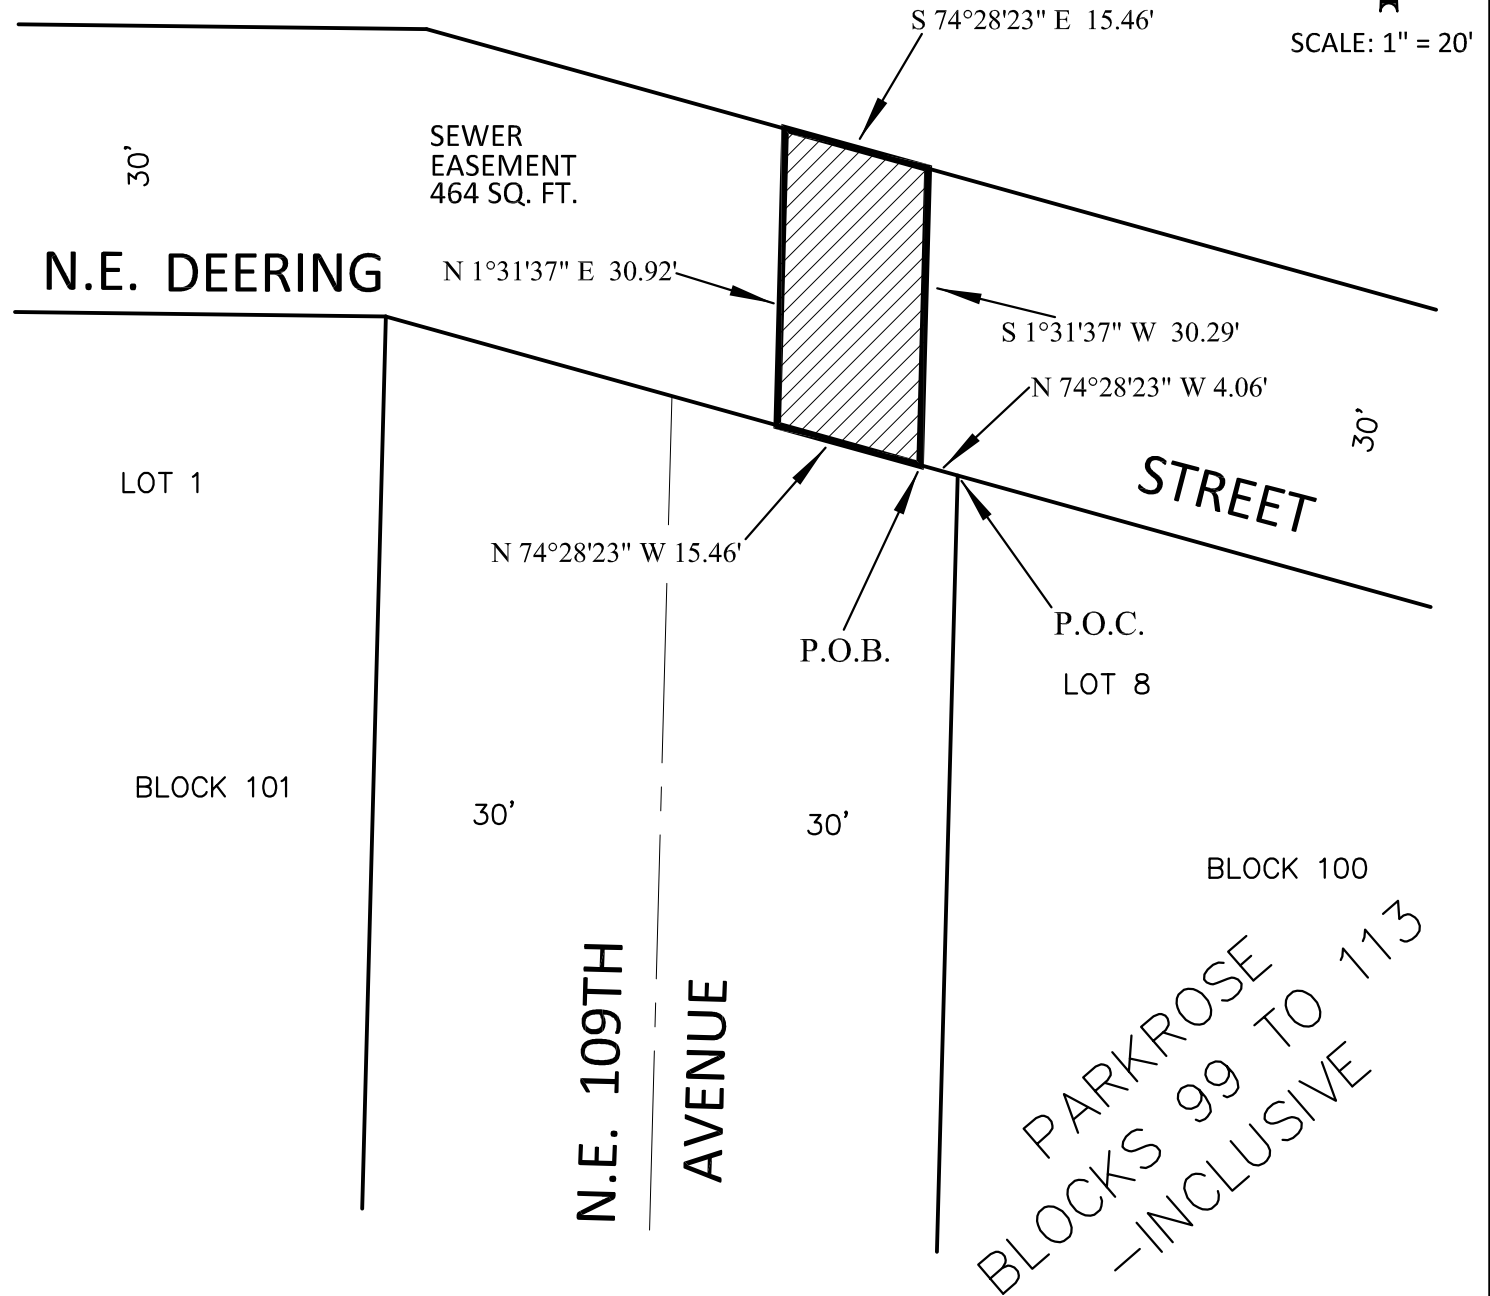 S 74°28'23" E 15.46'
SCALE: 1" = 20'
30'
SEWER
EASEMENT
464 SQ. FT.
N.E. DEERING
N 1°31'37" E 30.92'
S 1°31'37" W 30.29'
N 74°28'23" W 4.06'
30'
STREET
LOT 1
N 74°28'23" W 15.46'
P.O.B.
P.O.C.
LOT 8
BLOCK 101
30'
30'
BLOCK 100
N.E. 109TH
AVENUE
PARKROSE
BLOCKS 99 TO 113
-INCLUSIVE